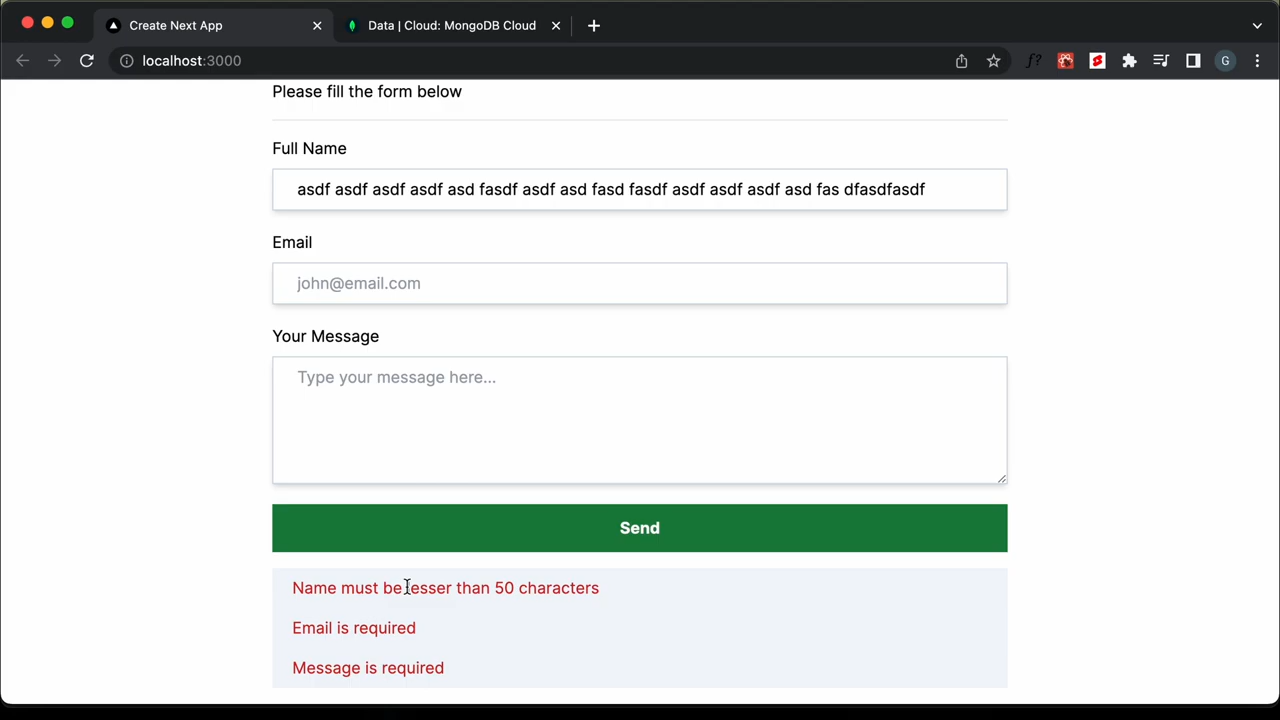 Create Next App
Data | Cloud: MongoDB Cloud
localhost:3000
f?
G
Please fill the form below
Full Name
asdf asdf asdf asdf asd fasdf asdf asd fasd fasdf asdf asdf asdf asd fas dfasdfasdf
Email
john@email.com
Your Message
Type your message here...
Send
Name must be lesser than 50 characters
Email is required
Message is required